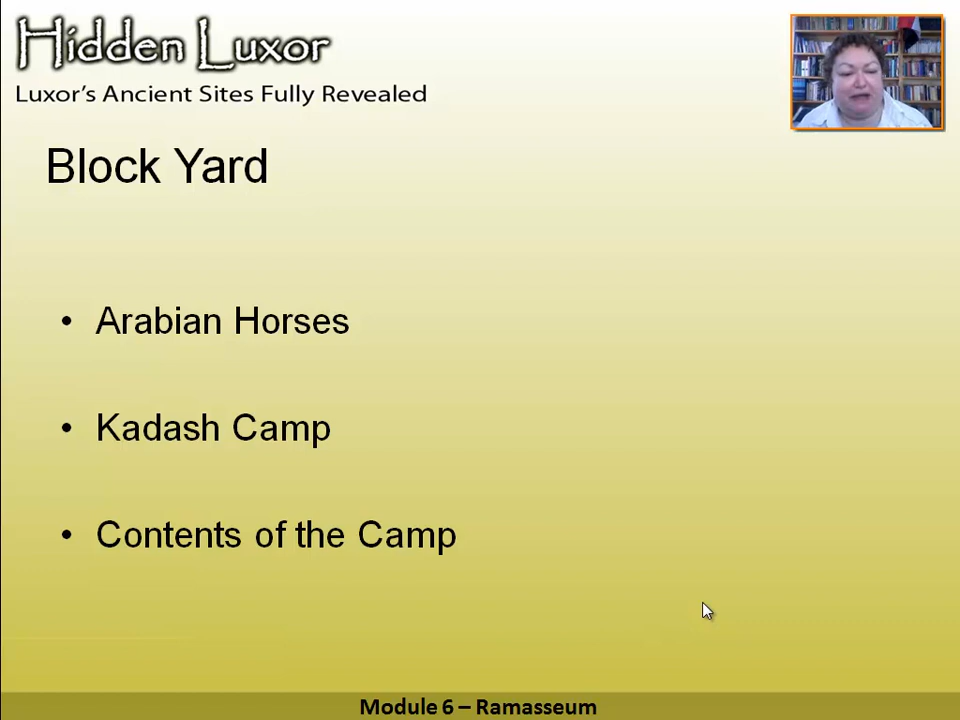 Hidden Luxor
Luxor's Ancient Sites Fully Revealed
Block Yard
• Arabian Horses
• Kadash Camp
• Contents of the Camp
Module 6 – Ramasseum